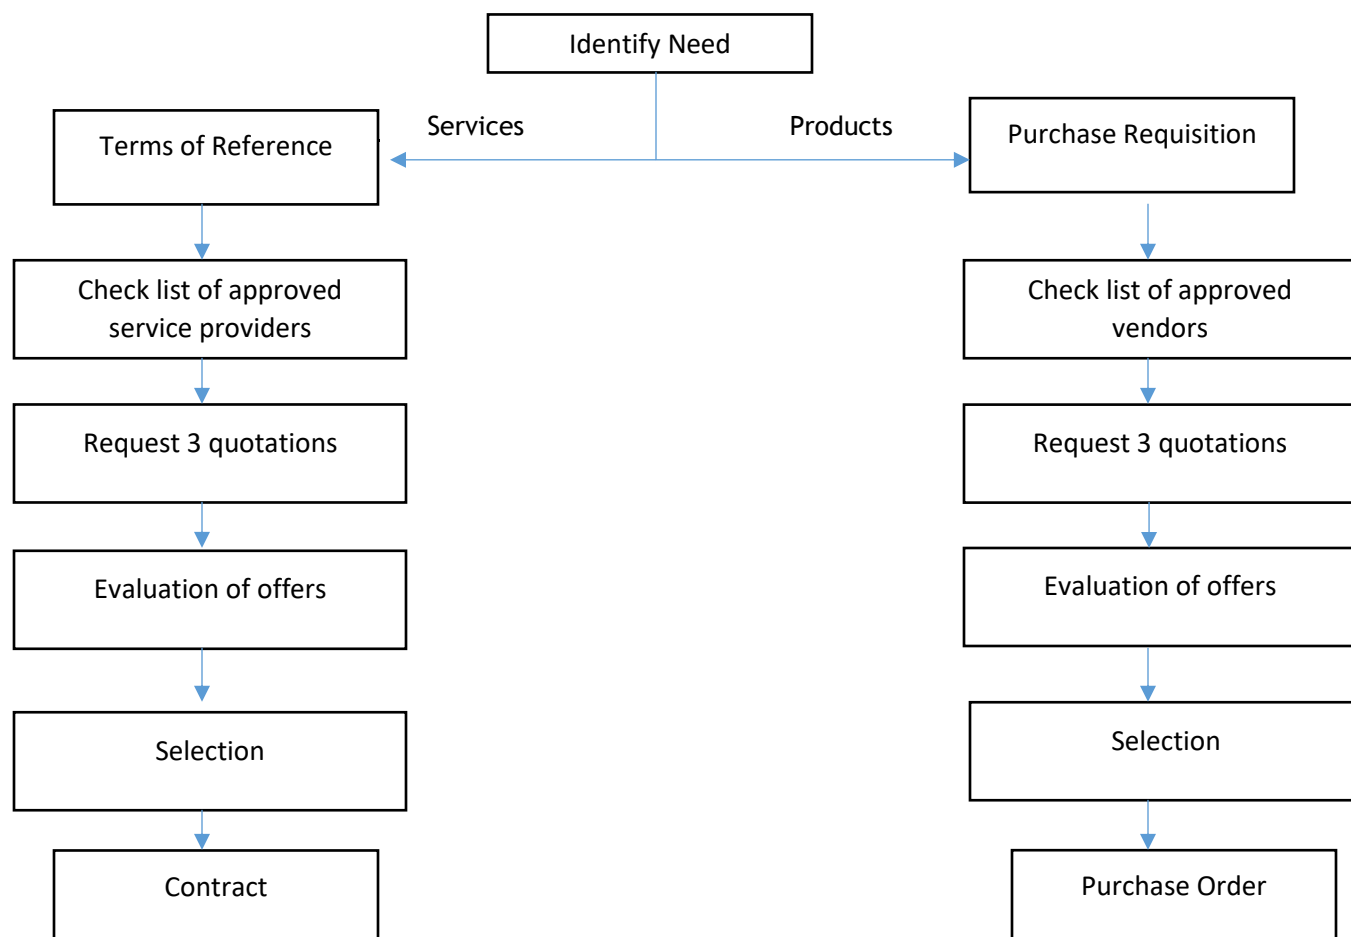 Identify Need
Services
Products
Terms of Reference
Purchase Requisition
Check list of approved
service providers
Check list of approved
vendors
Request 3 quotations
Request 3 quotations
Evaluation of offers
Evaluation of offers
Selection
Selection
Contract
Purchase Order